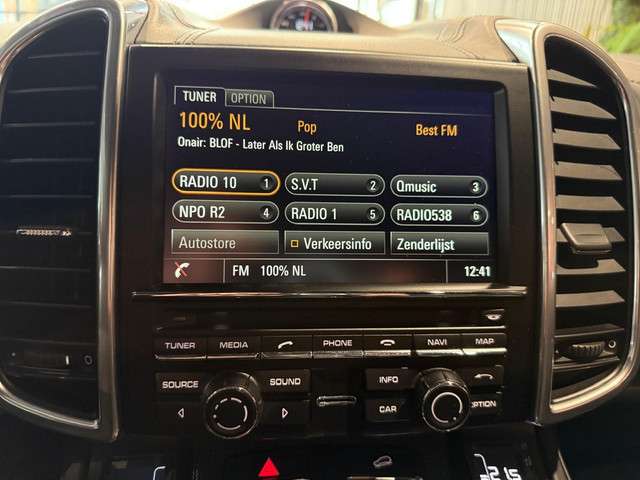 TUNER OPTION
100% NL Pop Best FM
Onair: BLOF - Later Als Ik Groter Ben
RADIO 10 1 S.V.T 2 Qmusic 3
NPO R2 4 RADIO 1 5 RADIO538 6
Autostore Verkeersinfo Zenderlijst
FM 100% NL 12:41
TUNER MEDIA PHONE NAVI MAP
SOURCE SOUND INFO
CAR OPTION